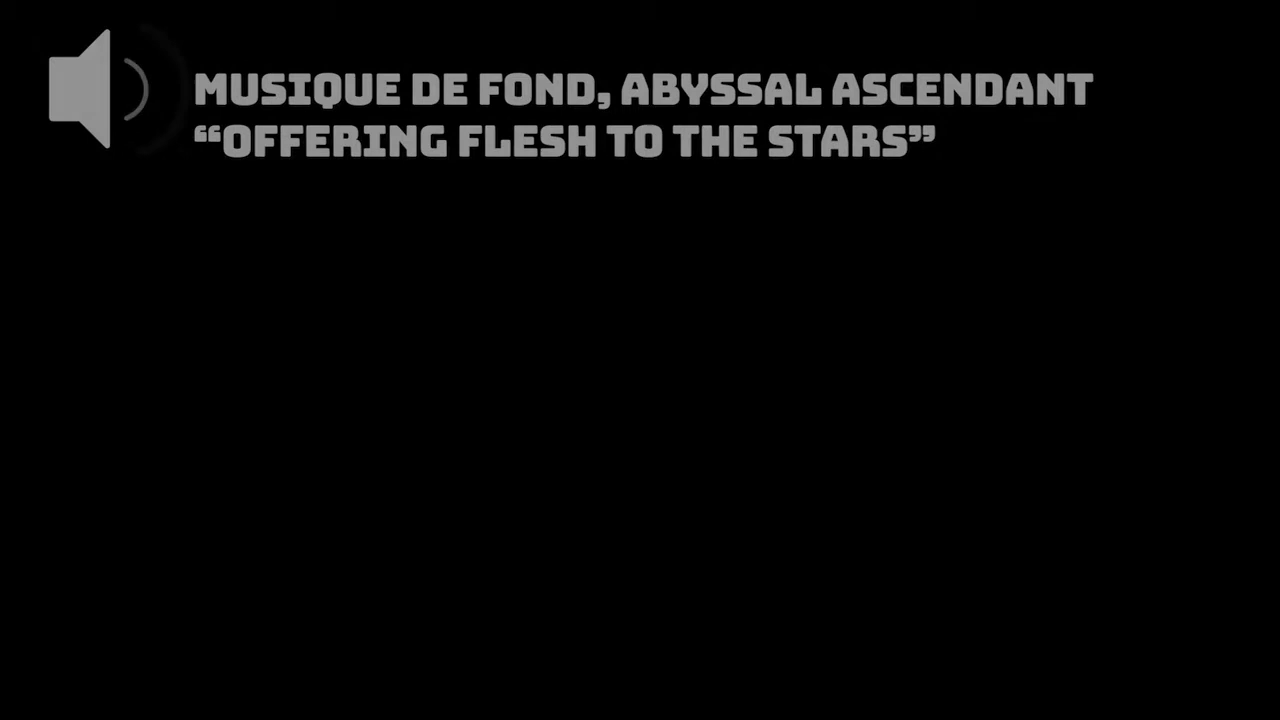 MUSIQUE DE FOND, ABYSSAL ASCENDANT
“OFFERING FLESH TO THE STARS”